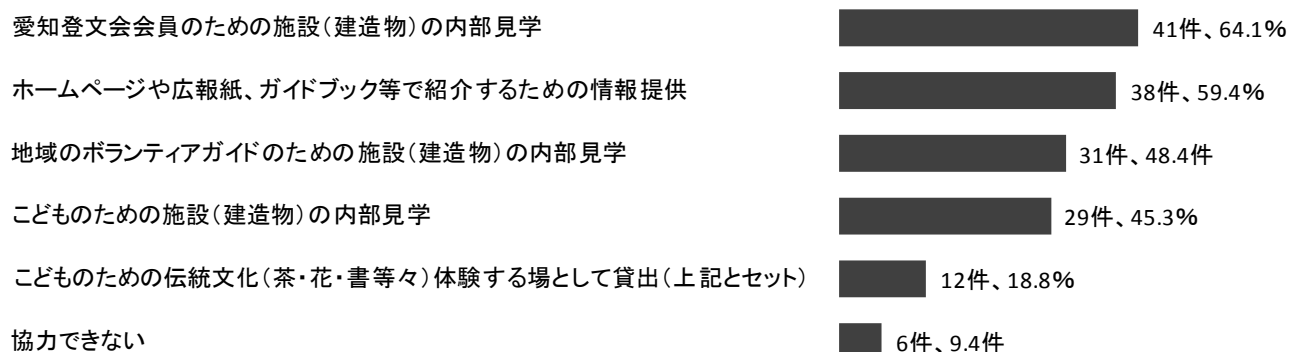 愛知登文会会員のための施設（建造物）の内部見学 41件、64.1%
ホームページや広報紙、ガイドブック等で紹介するための情報提供 38件、59.4%
地域のボランティアガイドのための施設（建造物）の内部見学 31件、48.4件
こどものための施設（建造物）の内部見学 29件、45.3%
こどものための伝統文化（茶・花・書等々）体験する場として貸出（上記とセット） 12件、18.8%
協力できない 6件、9.4件